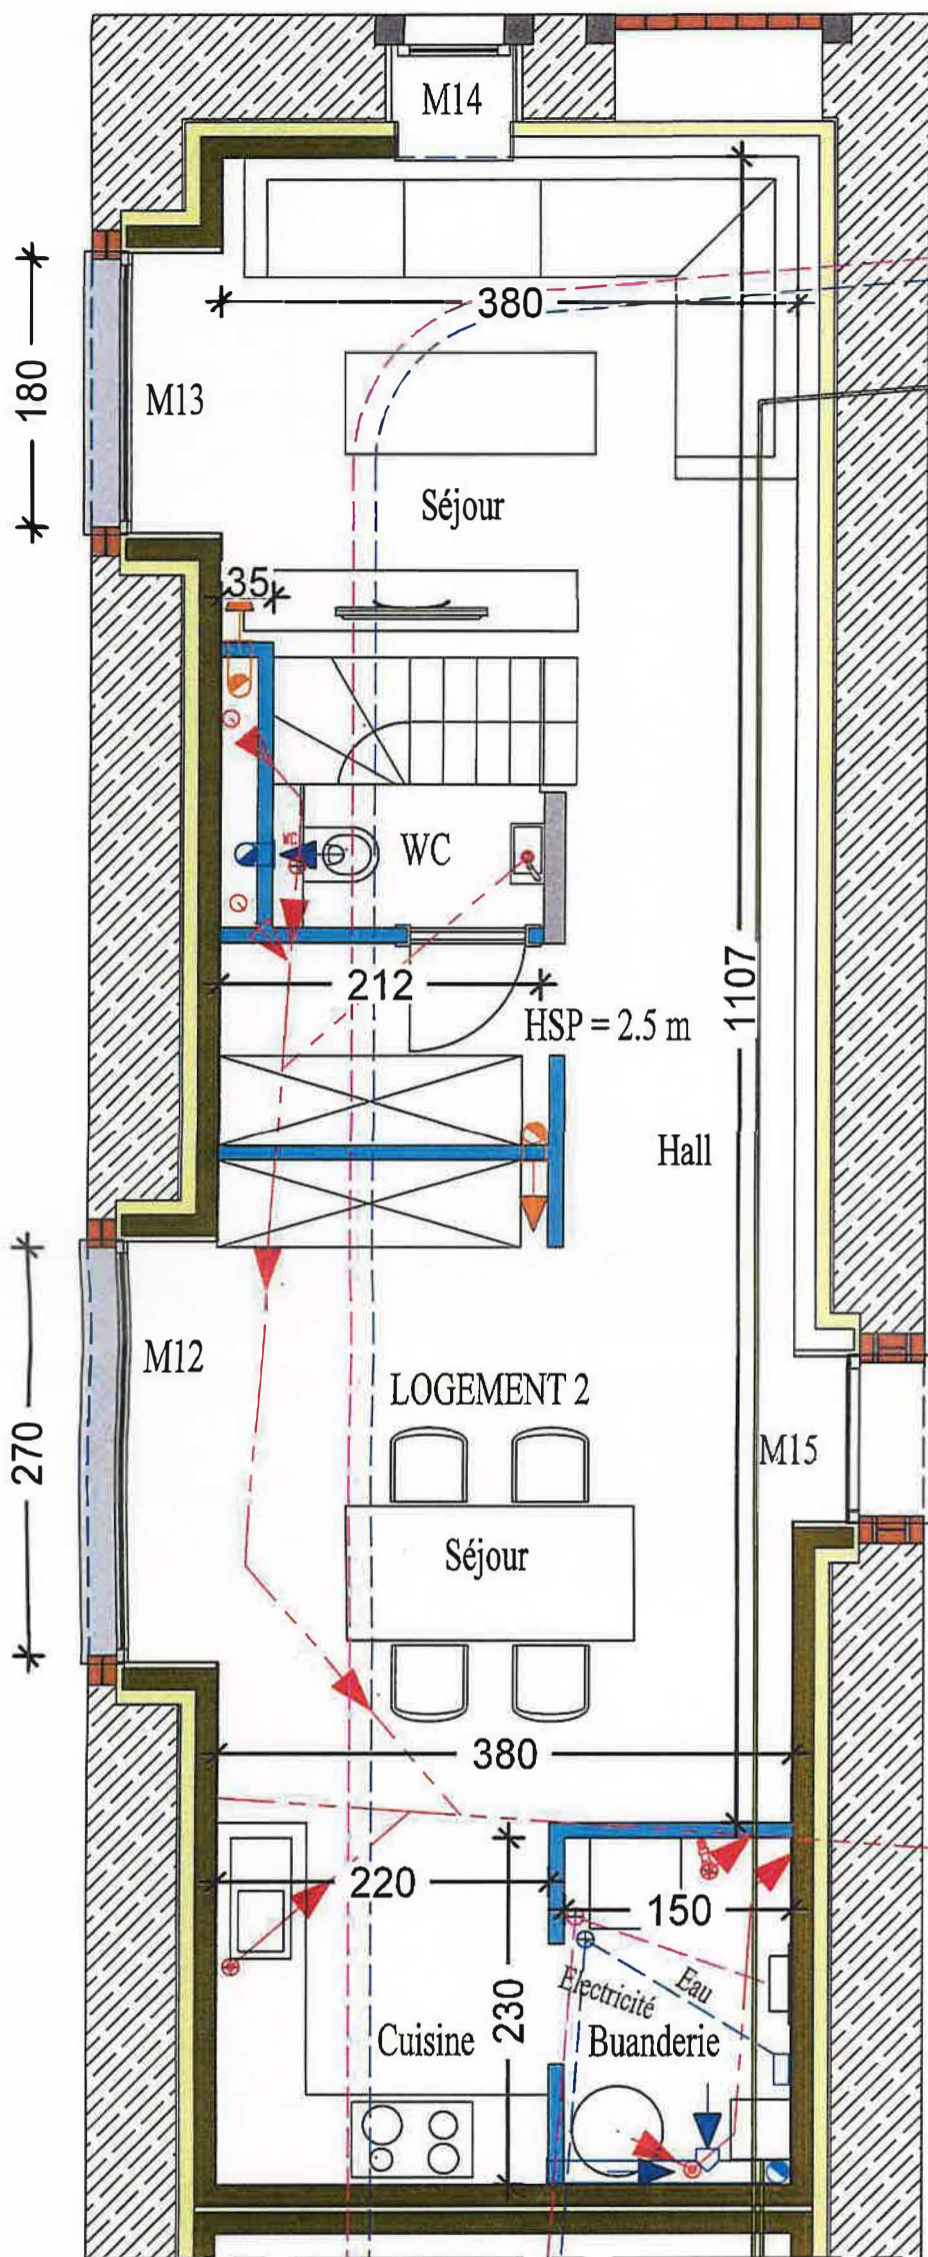 M14
380
180
M13
Séjour
35
WC
212
1107
HSP = 2.5 m
Hall
M12
LOGEMENT 2
270
M15
Séjour
380
220
150
Eau
Electricité
230
Cuisine
Buanderie